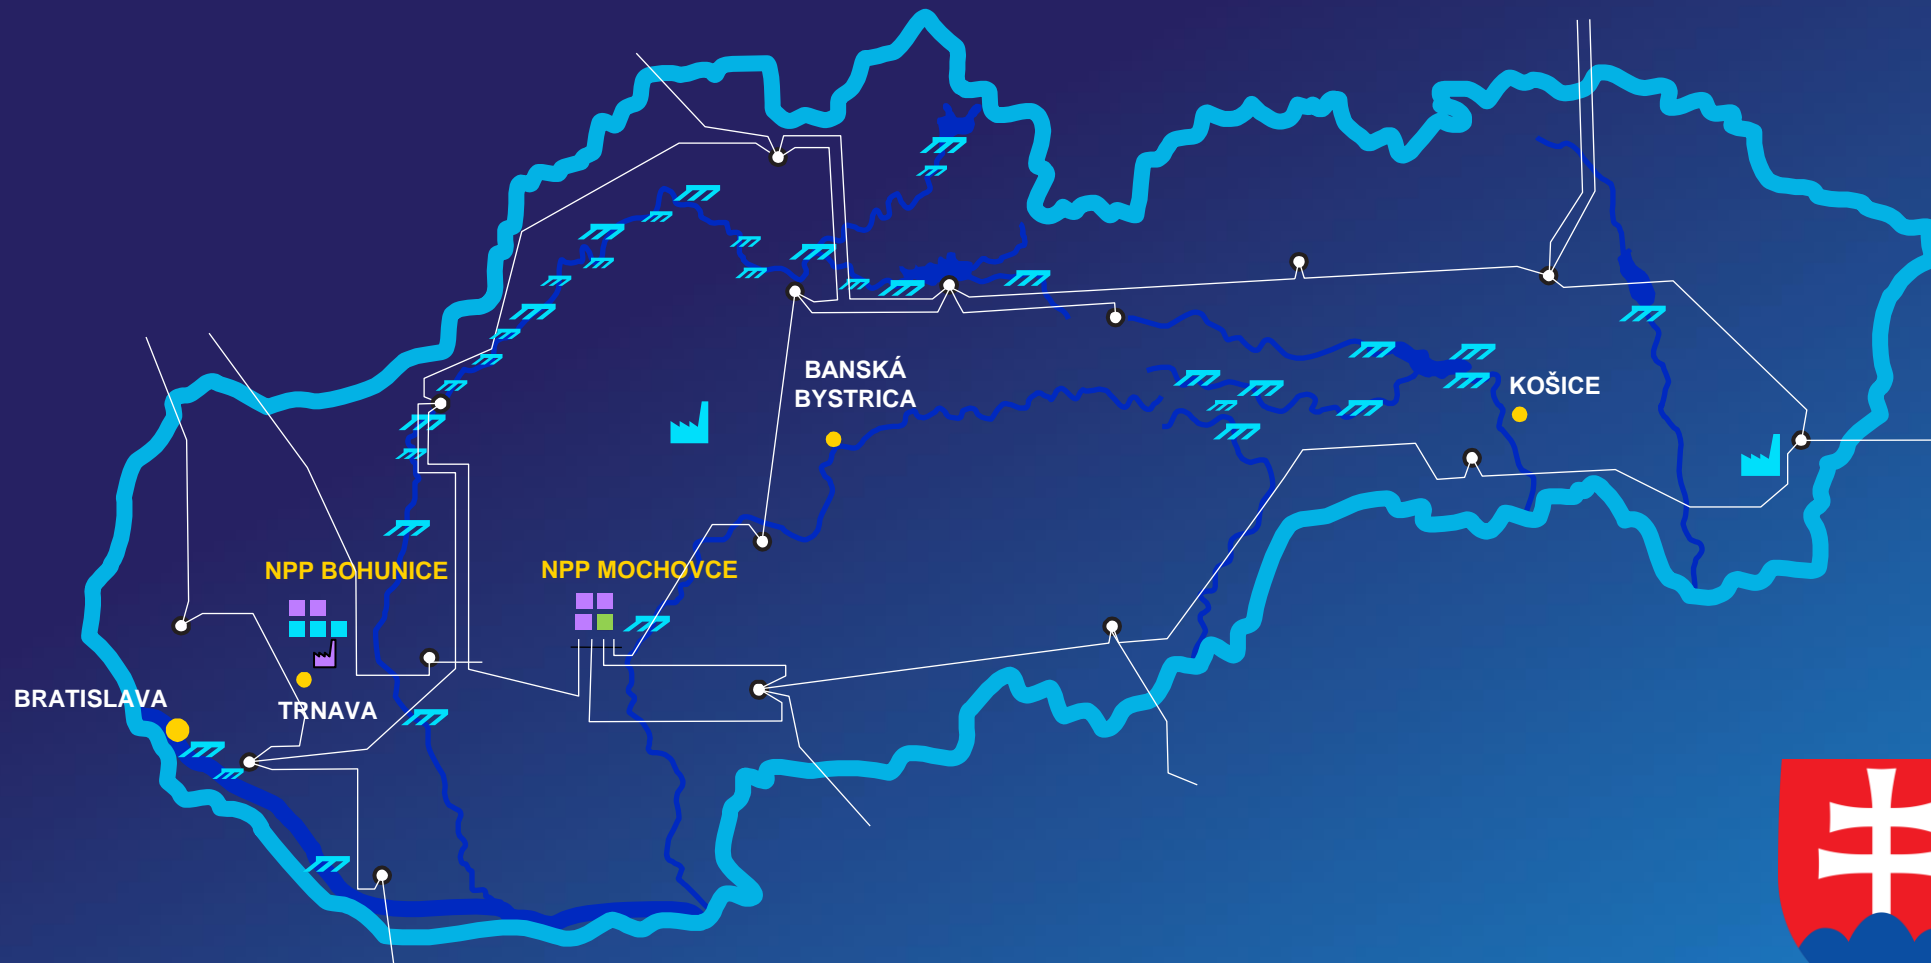 BANSKÁ
BYSTRICA
KOŠICE
NPP BOHUNICE
NPP MOCHOVCE
BRATISLAVA
TRNAVA